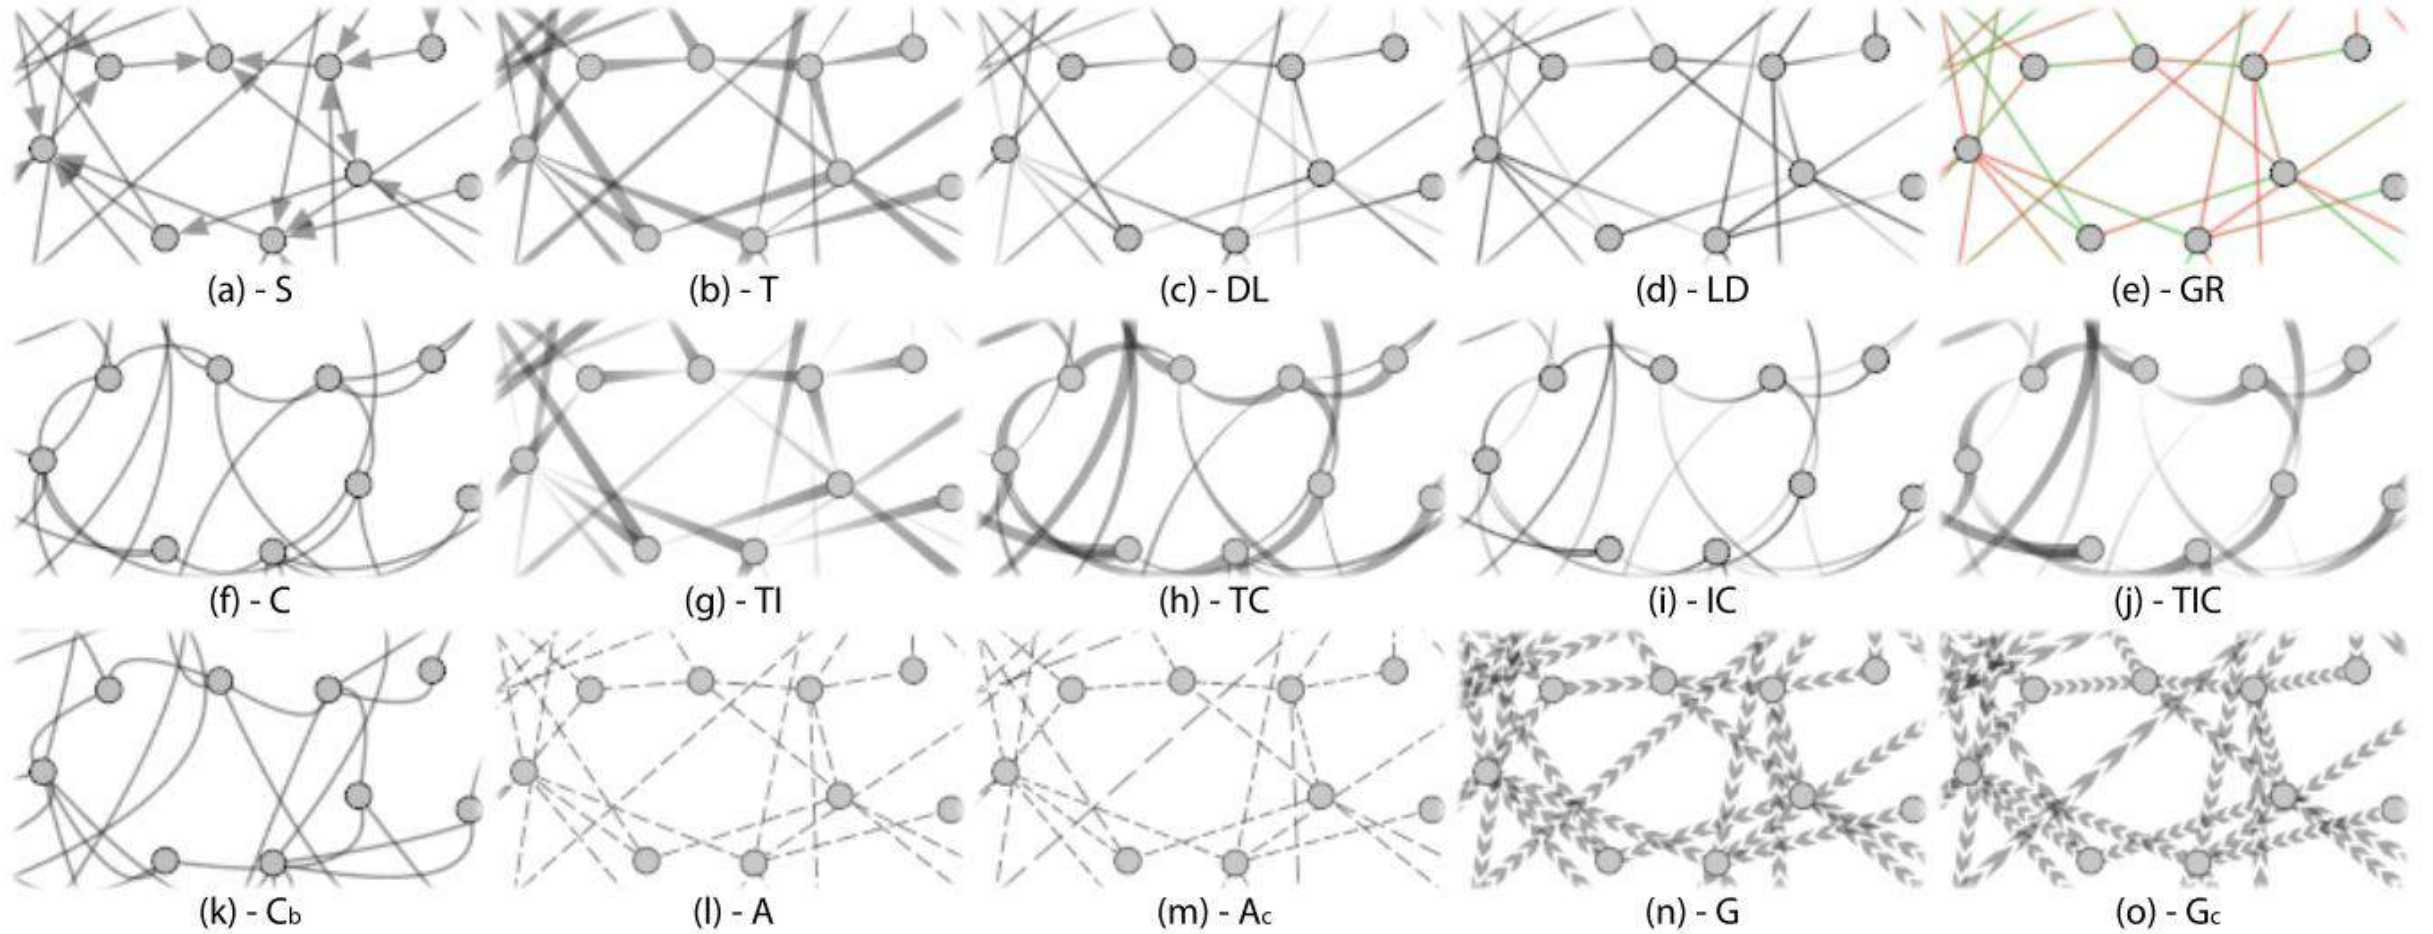 (a) - S (b) - T (c) - DL (d) - LD (e) - GR
(f) - C (g) - TI (h) - TC (i) - IC (j) - TIC
(k) - Cb (l) - A (m) - Ac (n) - G (o) - Gc